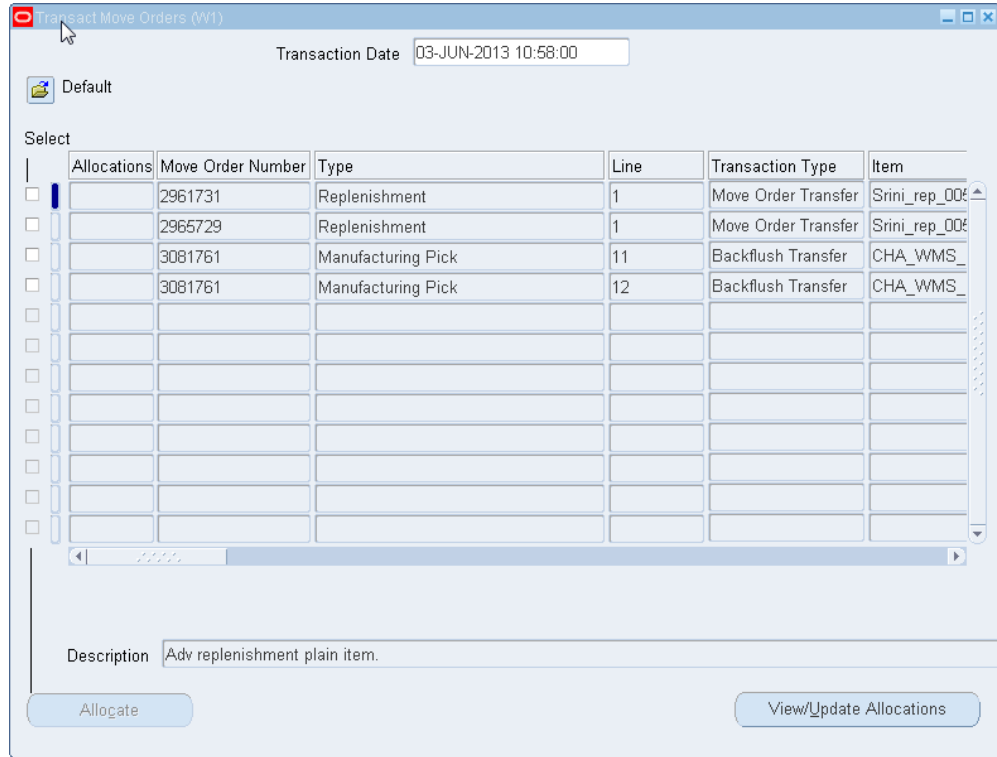 Transact Move Orders (W1)
Transaction Date 03-JUN-2013 10:58:00
Default
Select
Allocations Move Order Number Type Line Transaction Type Item
2961731 Replenishment 1 Move Order Transfer Srini_rep_005
2965729 Replenishment 1 Move Order Transfer Srini_rep_005
3081761 Manufacturing Pick 11 Backflush Transfer CHA_WMS_
3081761 Manufacturing Pick 12 Backflush Transfer CHA_WMS_
Description Adv replenishment plain item.
Allocate View/Update Allocations